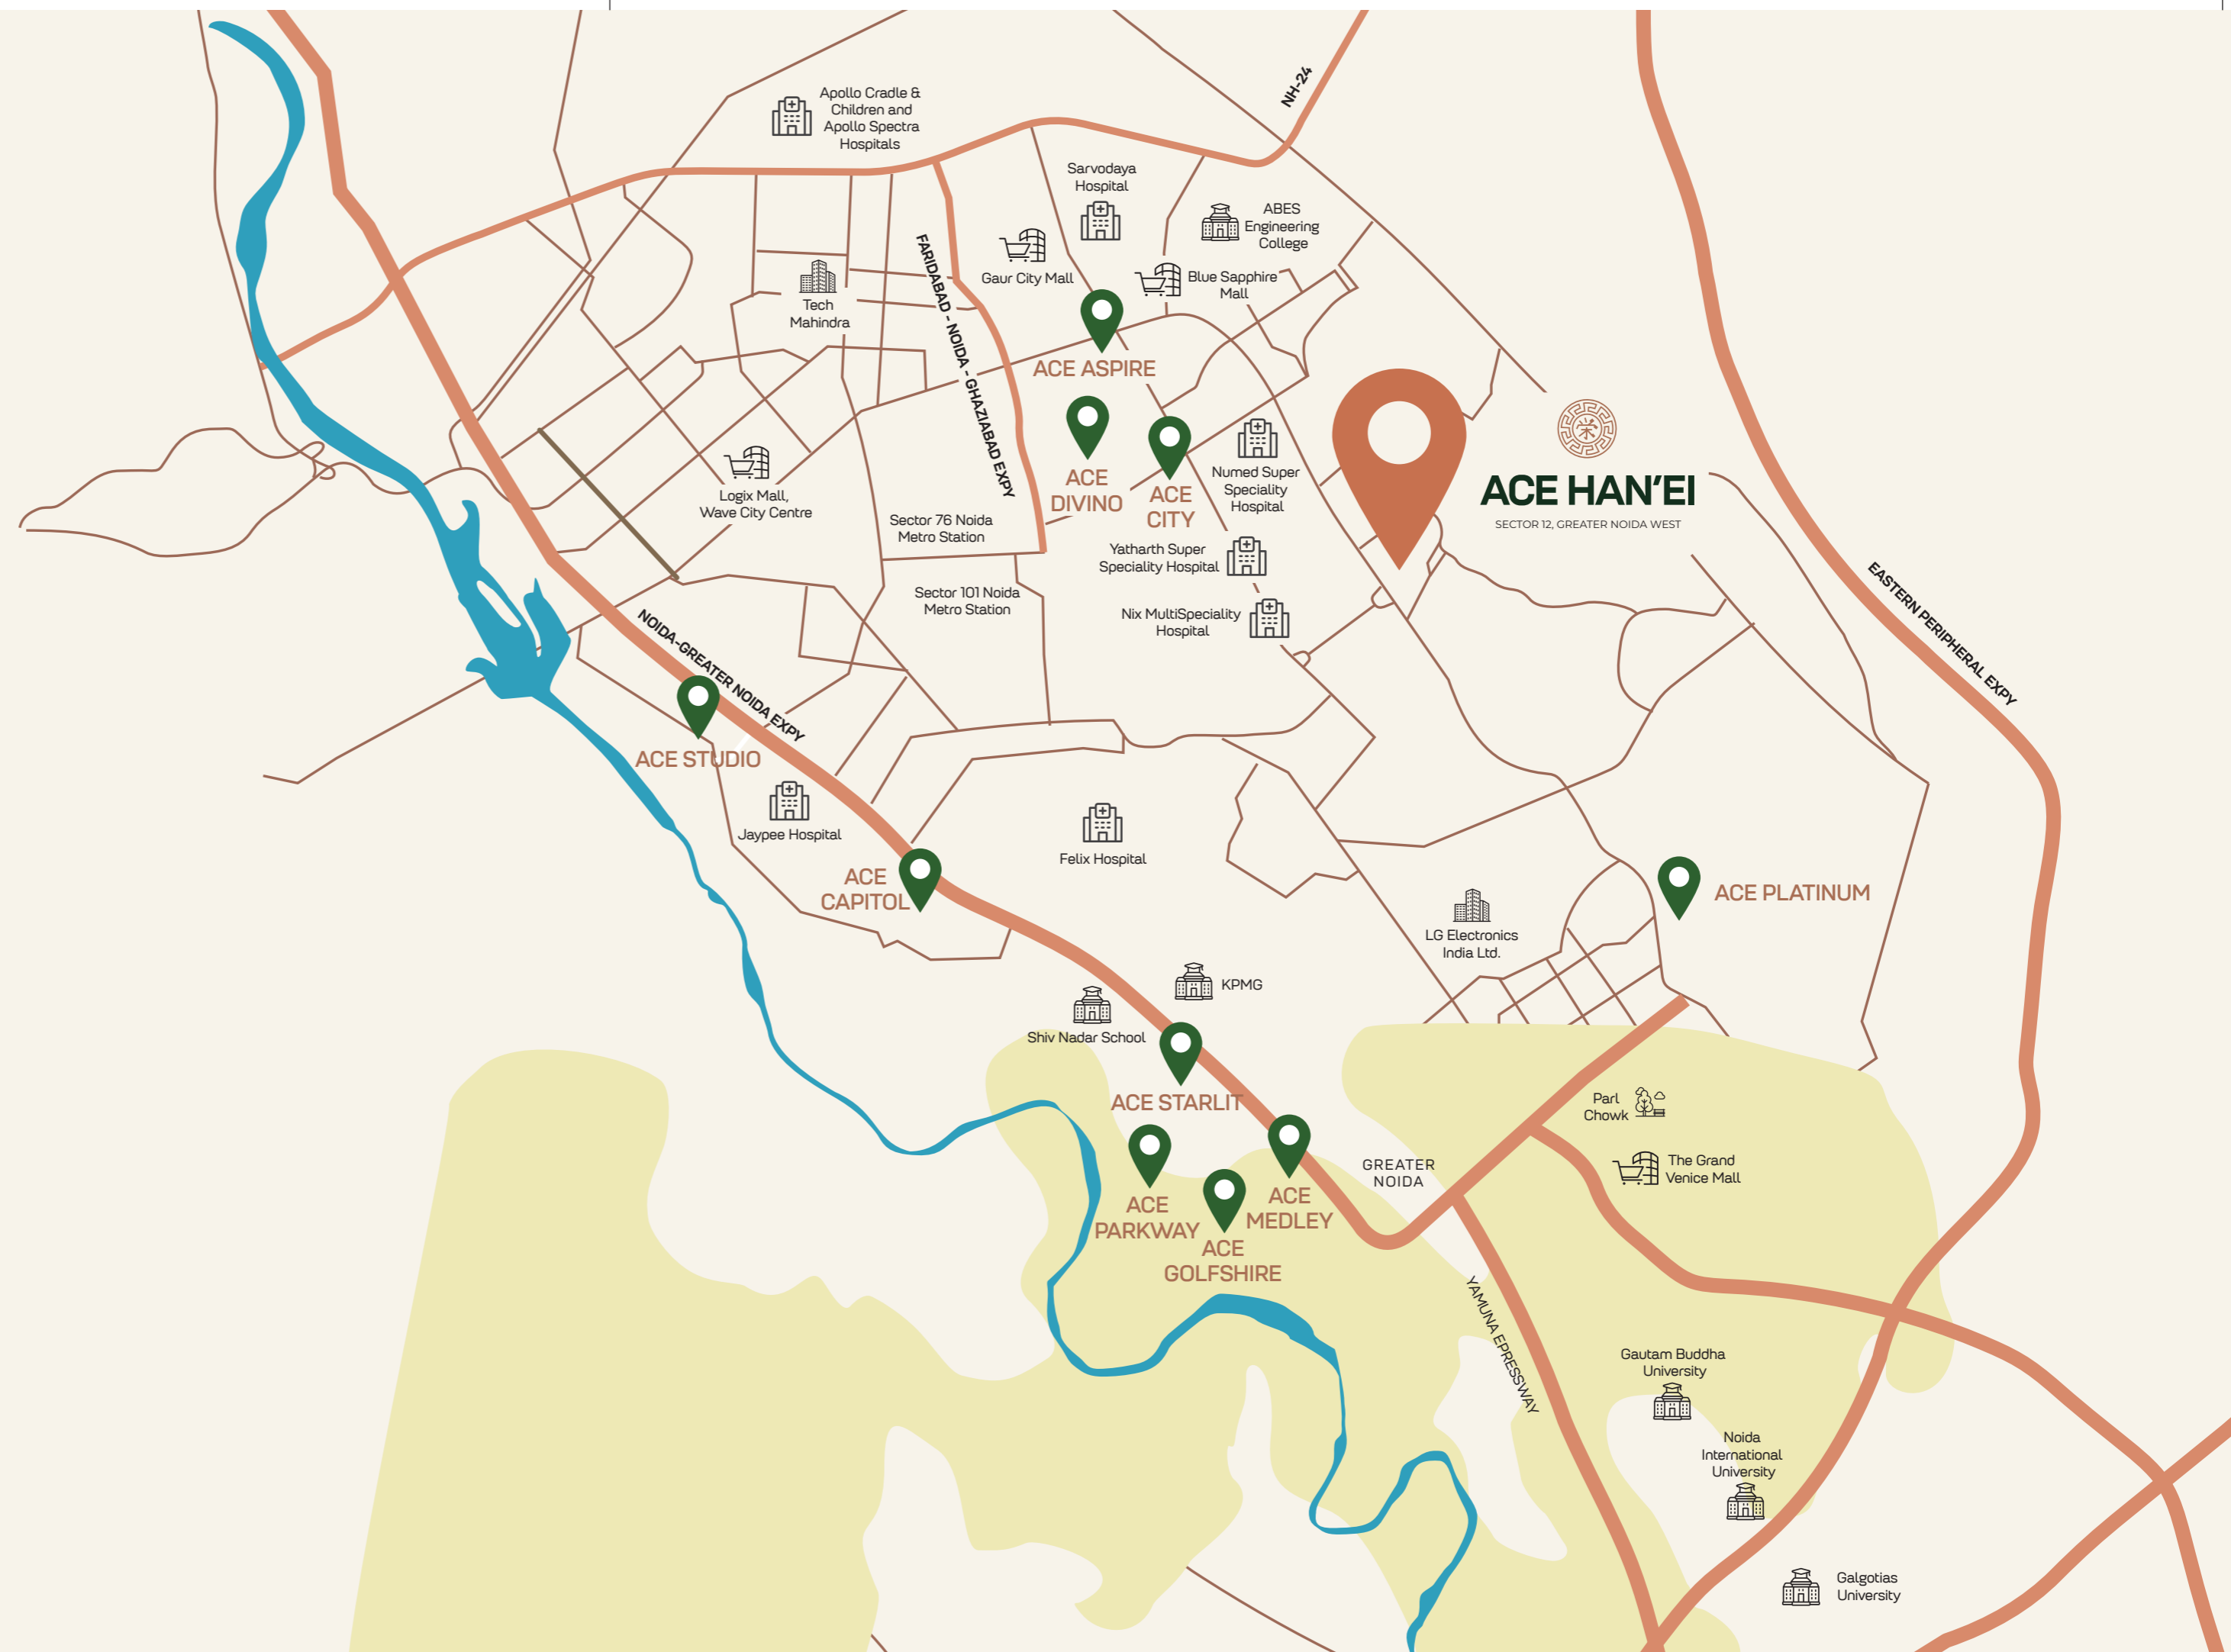 NH-24
Apollo Cradle &
Children and
Apollo Spectra
Hospitals
Sarvodaya
Hospital
ABES
Engineering
College
Gaur City Mall
Blue Sapphire
Mall
Tech
Mahindra
FARIDABAD - NOIDA - GHAZIABAD EXPY
ACE ASPIRE
ACE
DIVINO
ACE
CITY
Numed Super
Speciality
Hospital
ACE HAN'EI
SECTOR 12, GREATER NOIDA WEST
Logix Mall,
Wave City Centre
Sector 76 Noida
Metro Station
Yatharth Super
Speciality Hospital
Sector 101 Noida
Metro Station
Nix MultiSpeciality
Hospital
EASTERN PERIPHERAL EXPY
NOIDA-GREATER NOIDA EXPY
ACE STUDIO
Jaypee Hospital
Felix Hospital
ACE
CAPITOL
ACE PLATINUM
LG Electronics
India Ltd.
KPMG
Shiv Nadar School
ACE STARLIT
Parl
Chowk
The Grand
Venice Mall
GREATER
NOIDA
ACE
PARKWAY
ACE
MEDLEY
ACE
GOLFSHIRE
YAMUNA EPRESSWAY
Gautam Buddha
University
Noida
International
University
Galgotias
University